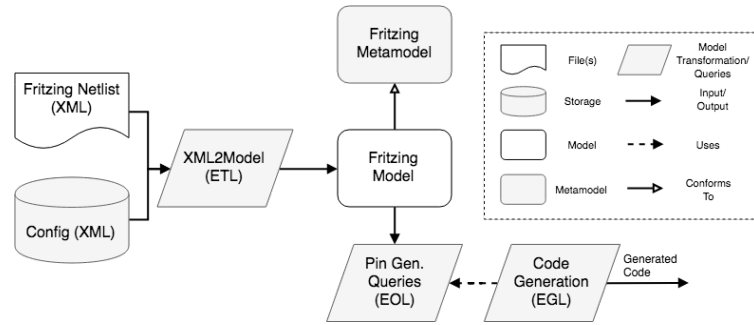 Fritzing
Metamodel
Fritzing Netlist
(XML)
XML2Model
(ETL)
Fritzing
Model
Config (XML)
Pin Gen.
Queries
(EOL)
Code
Generation
(EGL)
Generated
Code
File(s)
Model
Transformation/
Queries
Storage
Input/
Output
Model
Uses
Metamodel
Conforms
To